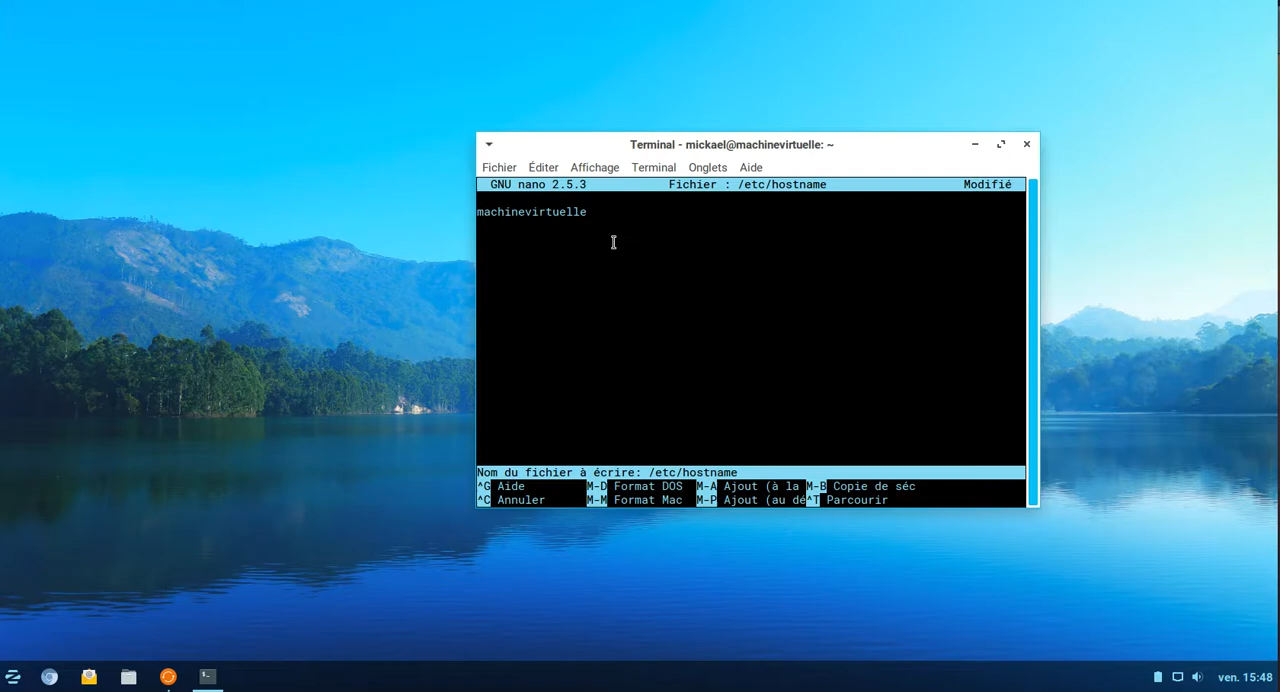 Terminal - mickael@machinevirtuelle: ~
Fichier Éditer Affichage Terminal Onglets Aide
GNU nano 2.5.3 Fichier : /etc/hostname Modifié
machinevirtuelle
Nom du fichier à écrire: /etc/hostname
^G Aide M-D Format DOS M-A Ajout (à la M-B Copie de séc
^C Annuler M-M Format Mac M-P Ajout (au dé^T Parcourir
ven. 15:48